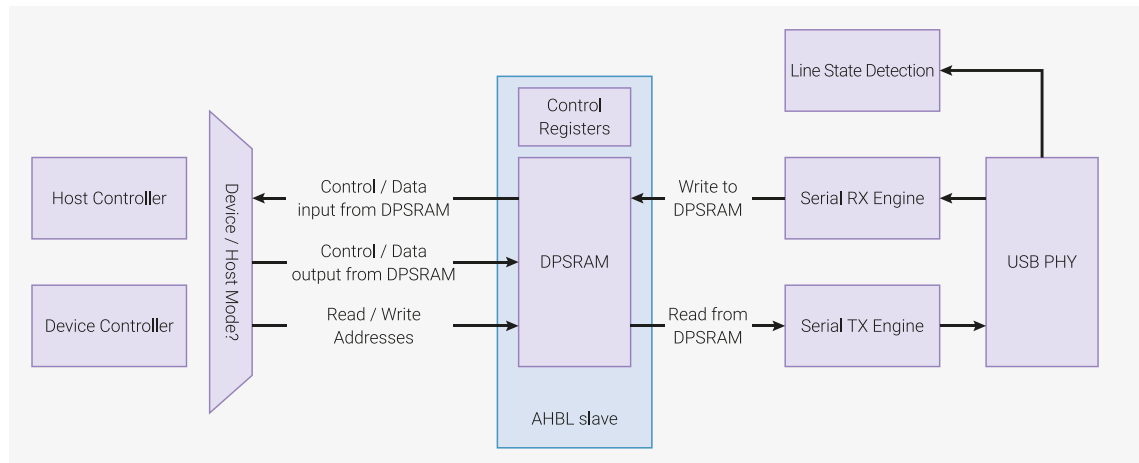 Line State Detection
Control
Registers
Host Controller
Device Controller
Device / Host Mode?
Control / Data
input from DPSRAM
Control / Data
output from DPSRAM
Read / Write
Addresses
DPSRAM
AHBL slave
Write to
DPSRAM
Read from
DPSRAM
Serial RX Engine
Serial TX Engine
USB PHY